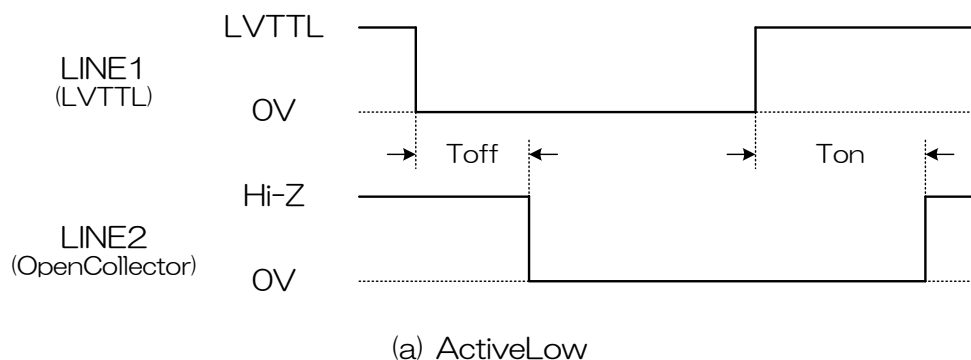 LVTTL
LINE1
(LVTTL)
0V
Toff
Ton
Hi-Z
LINE2
(OpenCollector)
0V
(a) ActiveLow